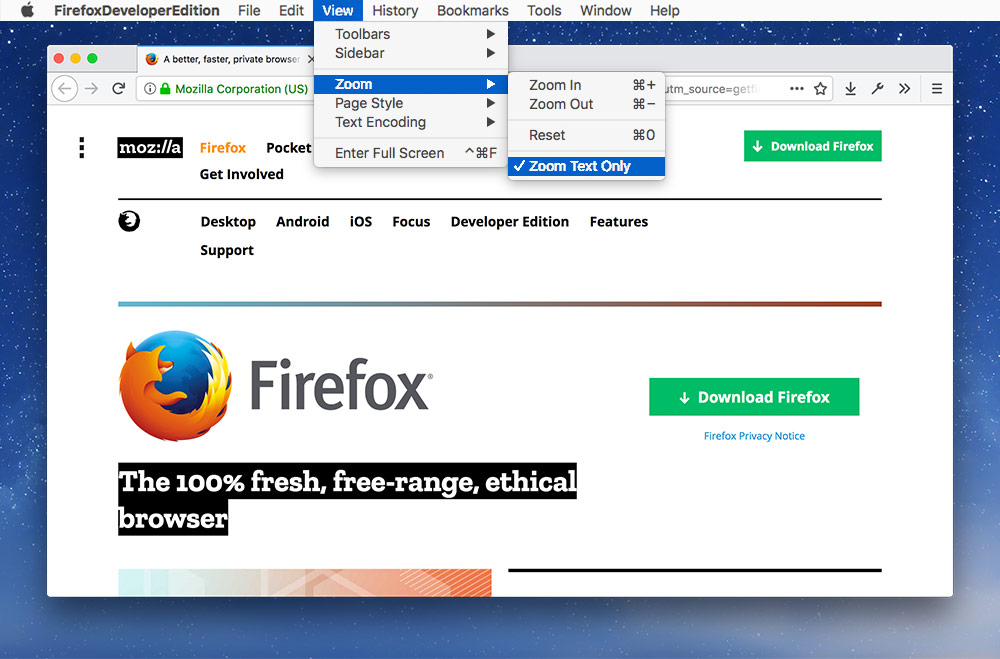 FirefoxDeveloperEdition File Edit View History Bookmarks Tools Window Help
Toolbars
Sidebar
Zoom
Page Style
Text Encoding
Enter Full Screen ^⌘F
Zoom In ⌘+
Zoom Out ⌘−
Reset ⌘0
✓ Zoom Text Only
A better, faster, private browser
Mozilla Corporation (US)
utm_source=getfi
moz://a Firefox Pocket
Get Involved
Download Firefox
Desktop Android iOS Focus Developer Edition Features
Support
Firefox®
Download Firefox
Firefox Privacy Notice
The 100% fresh, free-range, ethical
browser